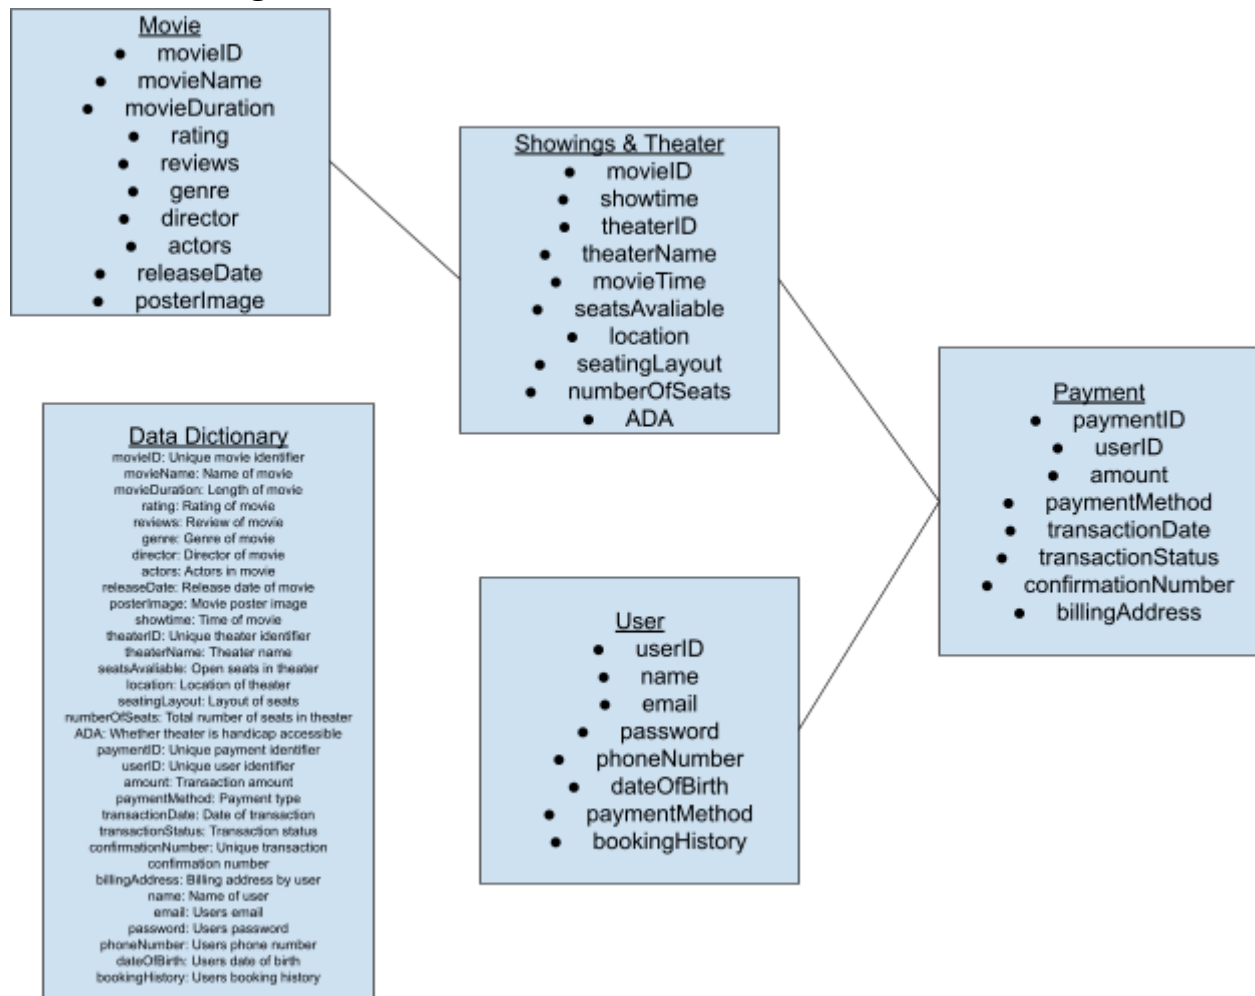 Movie
● movieID
● movieName
● movieDuration
● rating
● reviews
● genre
● director
● actors
● releaseDate
● posterImage
Showings & Theater
● movieID
● showtime
● theaterID
● theaterName
● movieTime
● seatsAvaliable
● location
● seatingLayout
● numberOfSeats
● ADA
Payment
● paymentID
● userID
● amount
● paymentMethod
● transactionDate
● transactionStatus
● confirmationNumber
● billingAddress
User
● userID
● name
● email
● password
● phoneNumber
● dateOfBirth
● paymentMethod
● bookingHistory
Data Dictionary
movieID: Unique movie identifier
movieName: Name of movie
movieDuration: Length of movie
rating: Rating of movie
reviews: Review of movie
genre: Genre of movie
director: Director of movie
actors: Actors in movie
releaseDate: Release date of movie
posterImage: Movie poster image
showtime: Time of movie
theaterID: Unique theater identifier
theaterName: Theater name
seatsAvaliable: Open seats in theater
location: Location of theater
seatingLayout: Layout of seats
numberOfSeats: Total number of seats in theater
ADA: Whether theater is handicap accessible
paymentID: Unique payment identifier
userID: Unique user identifier
amount: Transaction amount
paymentMethod: Payment type
transactionDate: Date of transaction
transactionStatus: Transaction status
confirmationNumber: Unique transaction
confirmation number
billingAddress: Billing address by user
name: Name of user
email: Users email
password: Users password
phoneNumber: Users phone number
dateOfBirth: Users date of birth
bookingHistory: Users booking history